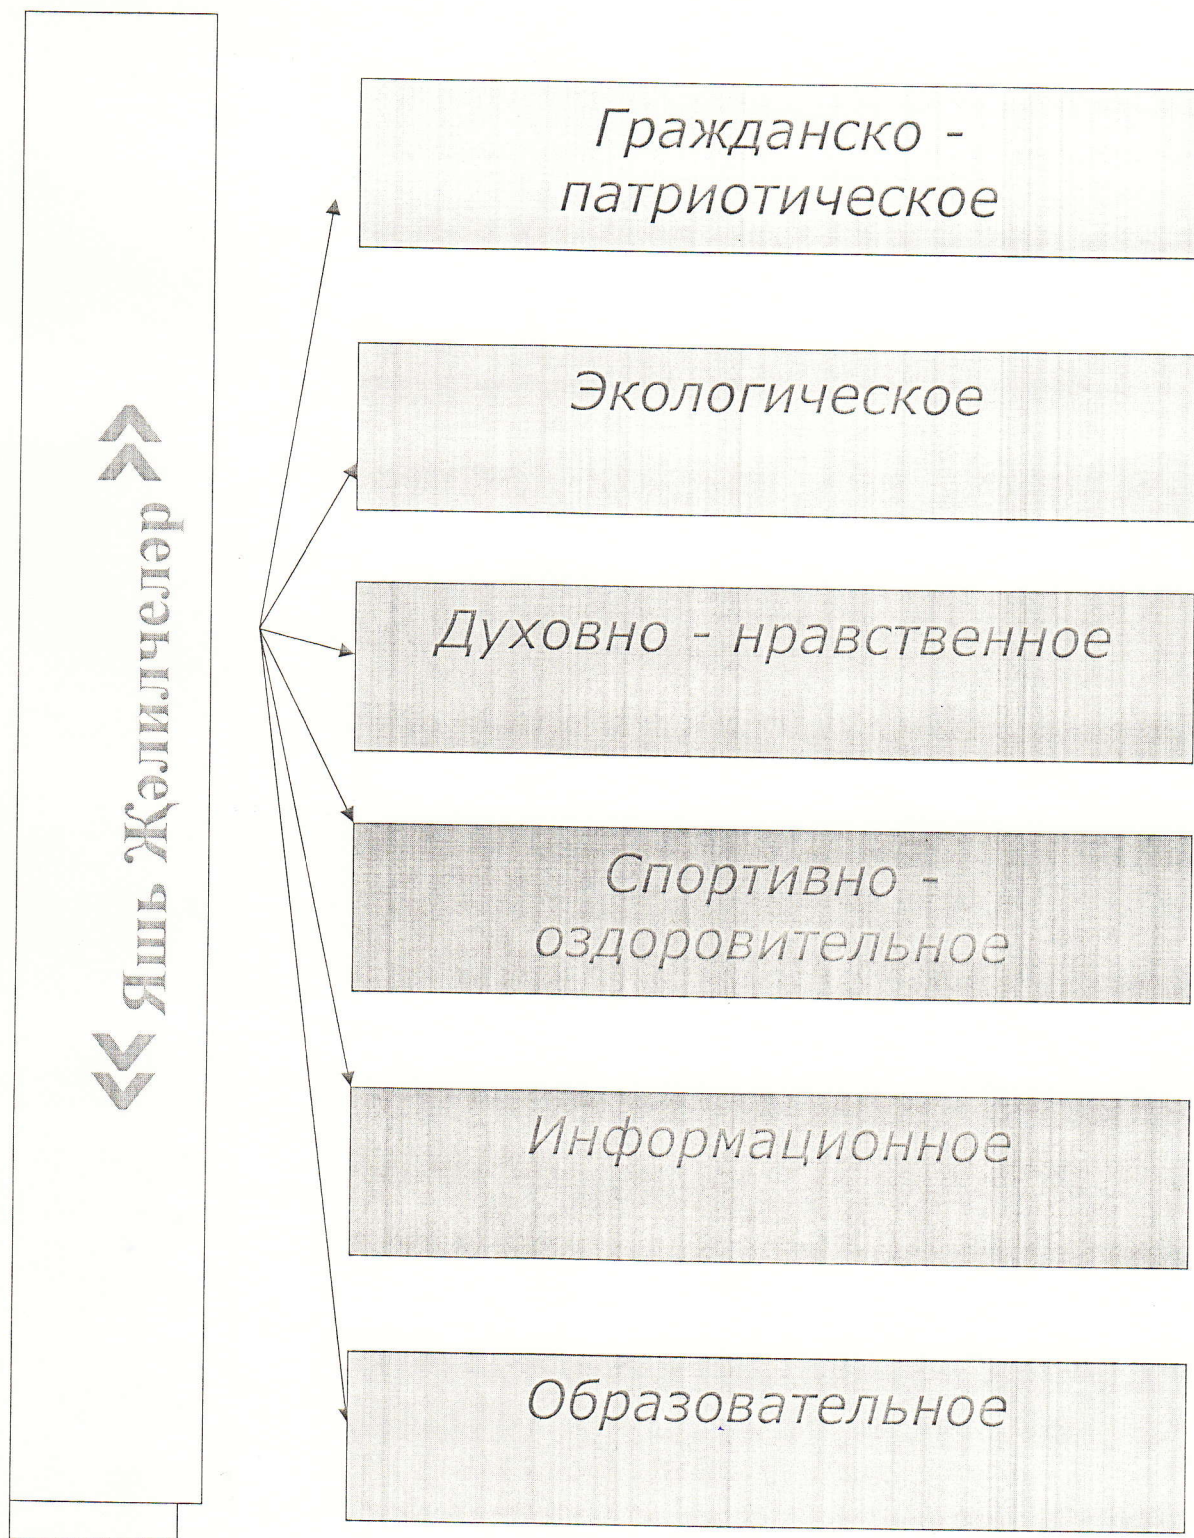 « Яшь Җәлилчеләр »
Гражданско -
патриотическое
Экологическое
Духовно - нравственное
Спортивно -
оздоровительное
Информационное
Образовательное